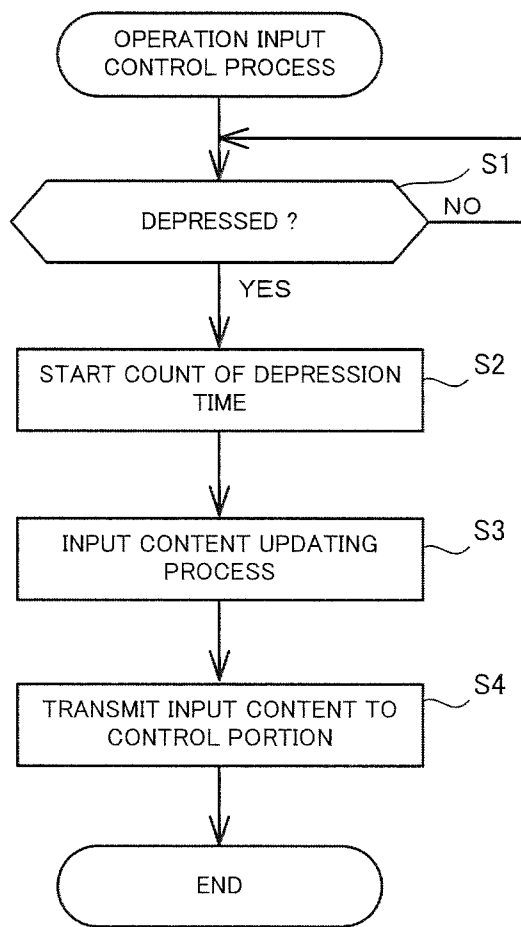 OPERATION INPUT
CONTROL PROCESS
S1
DEPRESSED ?
NO
YES
S2
START COUNT OF DEPRESSION
TIME
S3
INPUT CONTENT UPDATING
PROCESS
S4
TRANSMIT INPUT CONTENT TO
CONTROL PORTION
END